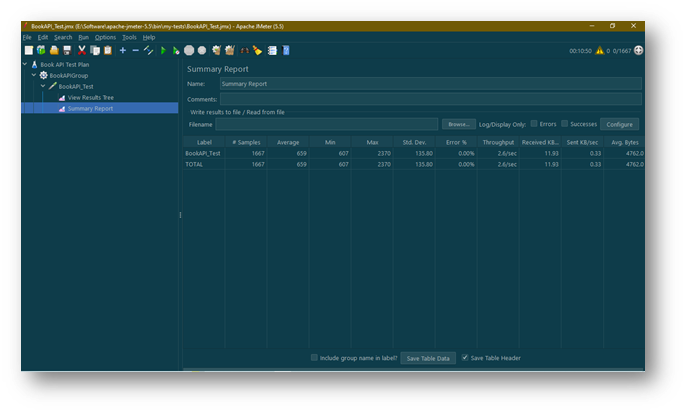 BookAPI_Test.jmx (E:\Software\apache-jmeter-5.5\bin\my-tests\BookAPI_Test.jmx) - Apache JMeter (5.5)
File Edit Search Run Options Tools Help
00:10:50 0 0/1667
Book API Test Plan
BookAPIGroup
BookAPI_Test
View Results Tree
Summary Report
Summary Report
Name: Summary Report
Comments:
Write results to file / Read from file
Filename Browse... Log/Display Only: Errors Successes Configure
Label # Samples Average Min Max Std. Dev. Error % Throughput Received KB... Sent KB/sec Avg. Bytes
BookAPI_Test 1667 659 607 2370 135.80 0.00% 2.6/sec 11.93 0.33 4762.0
TOTAL 1667 659 607 2370 135.80 0.00% 2.6/sec 11.93 0.33 4762.0
Include group name in label? Save Table Data Save Table Header